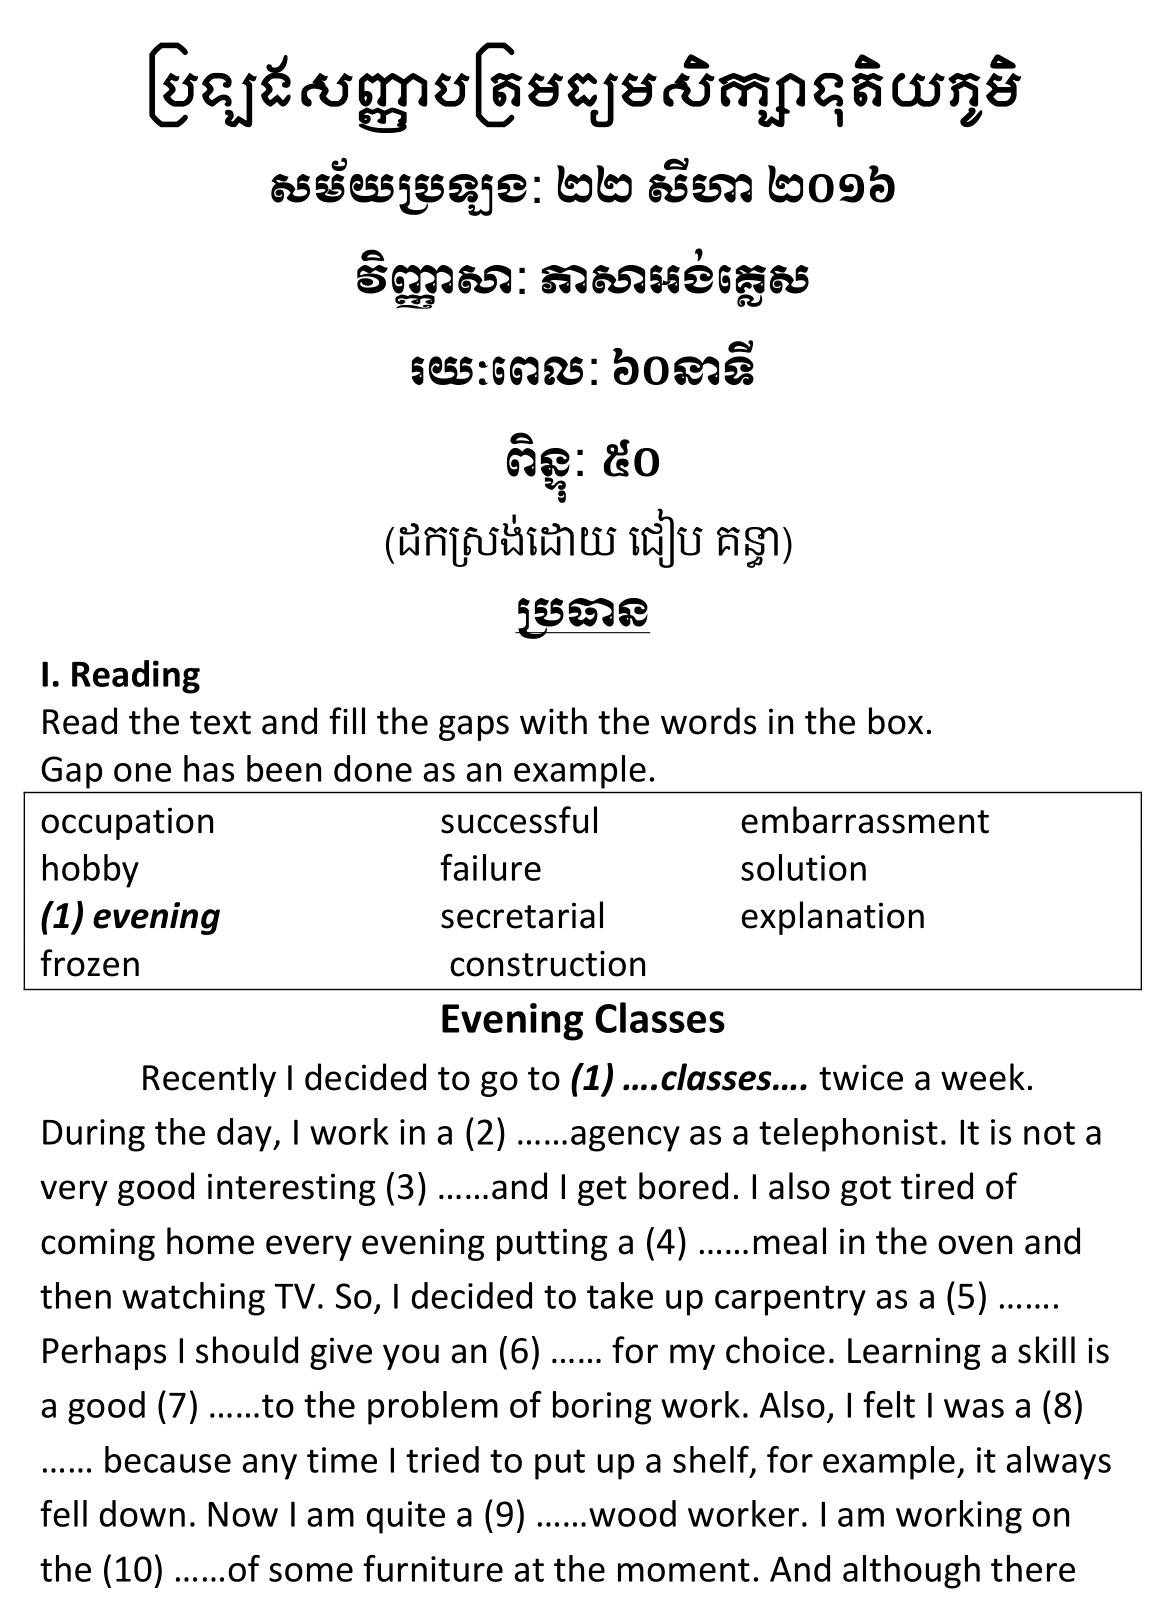 ប្រឡងសញ្ញាបត្រមធ្យមសិក្សាទុតិយភូមិ
សម័យប្រឡង: ២២ សីហា ២០១៦
វិញ្ញាសា: ភាសាអង់គ្លេស
រយៈពេល: ៦០នាទី
ពិន្ទុ: ៥០
(ដកស្រង់ដោយ ជៀប គន្ធា)
ប្រធាន
I. Reading
Read the text and fill the gaps with the words in the box.
Gap one has been done as an example.
occupation successful embarrassment
hobby failure solution
(1) evening secretarial explanation
frozen construction
Evening Classes
Recently I decided to go to (1) ....classes.... twice a week.
During the day, I work in a (2) ......agency as a telephonist. It is not a
very good interesting (3) ......and I get bored. I also got tired of
coming home every evening putting a (4) ......meal in the oven and
then watching TV. So, I decided to take up carpentry as a (5) .......
Perhaps I should give you an (6) ...... for my choice. Learning a skill is
a good (7) ......to the problem of boring work. Also, I felt I was a (8)
...... because any time I tried to put up a shelf, for example, it always
fell down. Now I am quite a (9) ......wood worker. I am working on
the (10) ......of some furniture at the moment. And although there